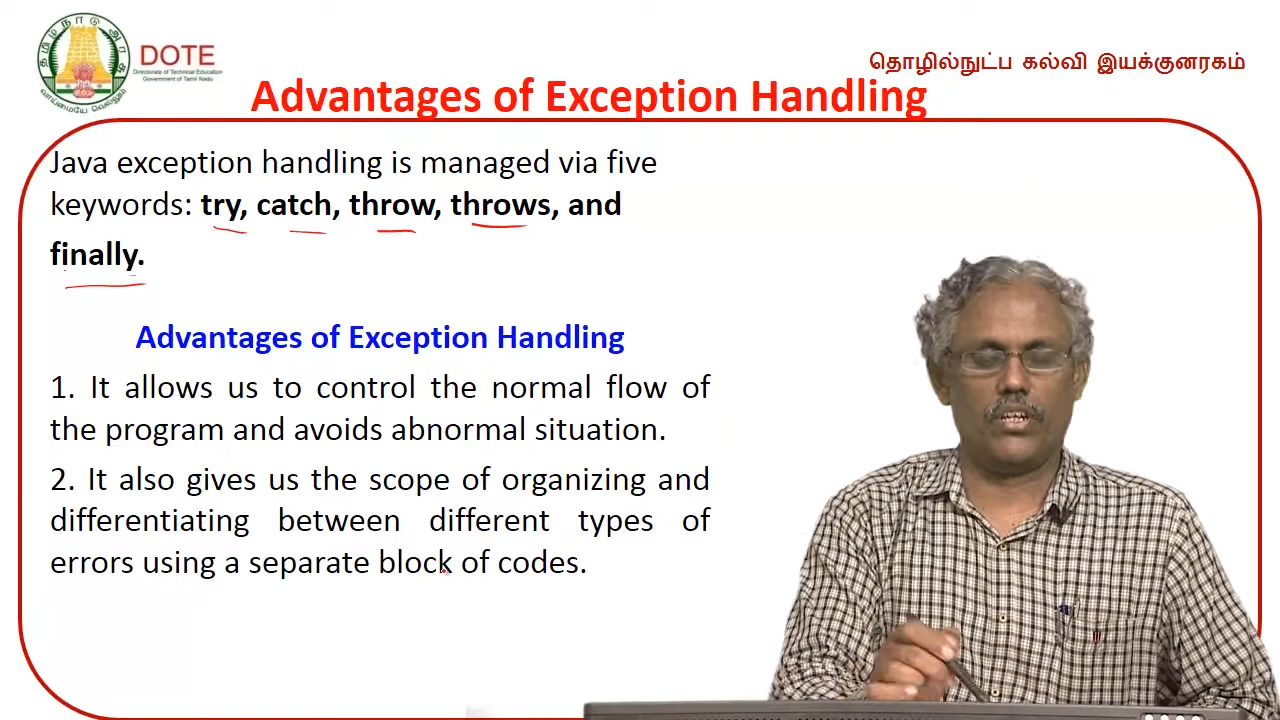 தமிழ் நாடு அரசு
வாய்மையே வெல்லும்
DOTE
Directorate of Technical Education
Government of Tamil Nadu
தொழில்நுட்ப கல்வி இயக்குனரகம்
Advantages of Exception Handling
Java exception handling is managed via five
keywords: try, catch, throw, throws, and
finally.
Advantages of Exception Handling
1. It allows us to control the normal flow of
the program and avoids abnormal situation.
2. It also gives us the scope of organizing and
differentiating between different types of
errors using a separate block of codes.